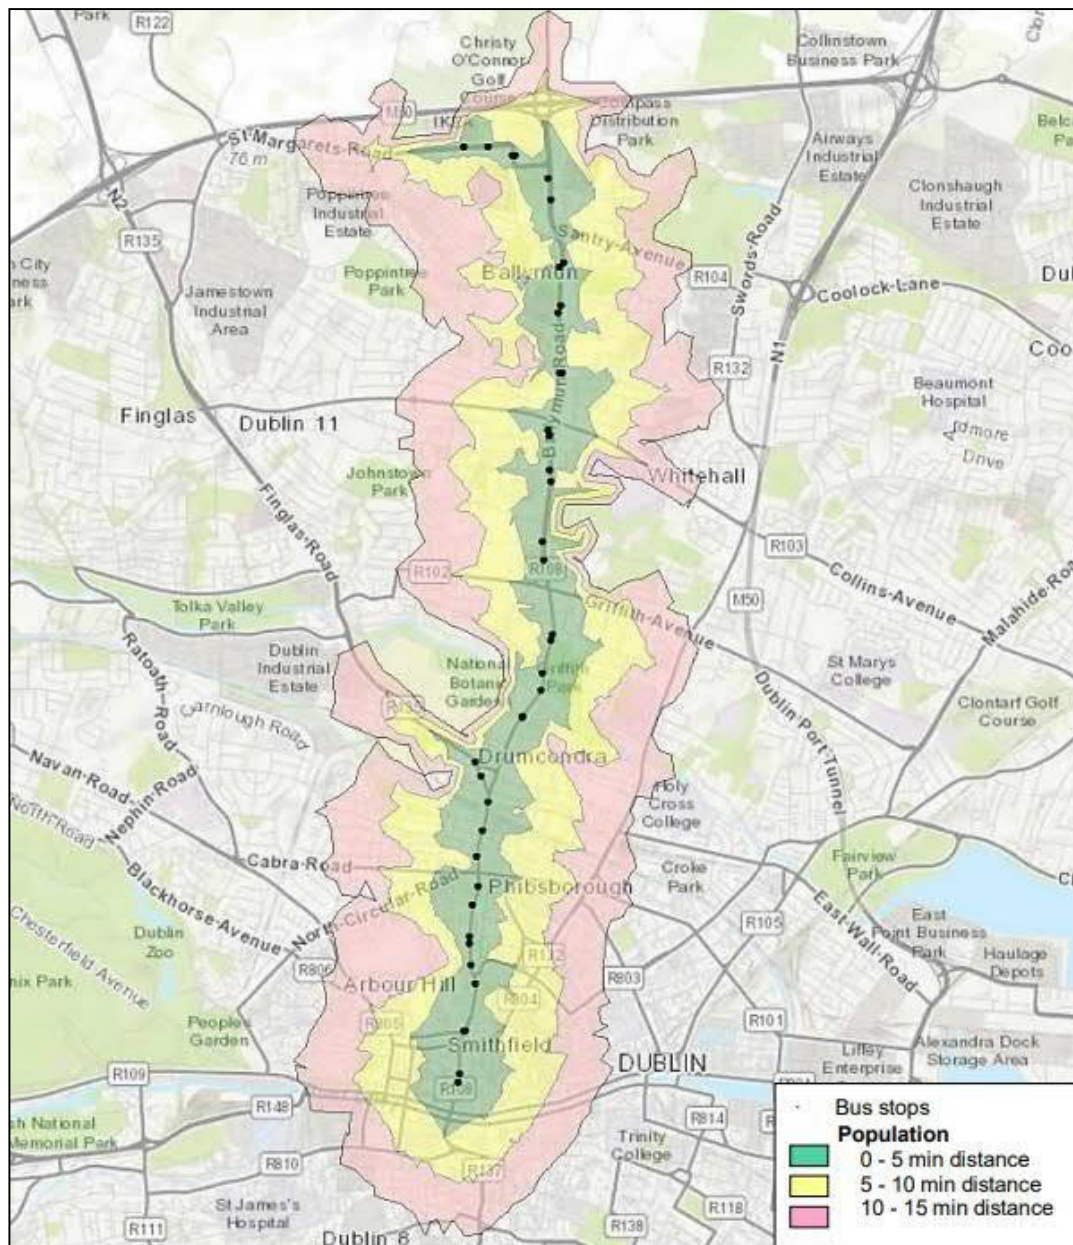 Park
R122
Christy
O'Connor
Golf
Course
Collinstown
Business Park
M50
IKEA
Compass
Distribution
Park
St-Margarets-Road
76 m
Airways
Industrial
Estate
N2
Poppintree
Industrial
Estate
Clonshaugh
Industrial
Estate
R135
Santry-Avenue
Swords-Road
Poppintree
Park
Ballymun
R104
Coolock-Lane
Jamestown
Industrial
Area
N1
Ballymun-Road
R132
Beaumont
Hospital
Finglas
Dublin 11
Ardmore
Drive
Johnstown
Park
Whitehall
Finglas-Road
R103
R102
R108
Collins-Avenue
M50
Malahide-Roa
Tolka Valley
Park
Griffith-Avenue
Ratoath-Road
Dublin
Industrial
Estate
National
Botanic
Gardens
Griffith
Park
St Marys
College
Clontarf Golf
Course
Dublin-Port-Tunnel
R135
Carnlough Road
Drumcondra
Navan-Road
Nephin-Road
North-Road
Holy
Cross
College
Cabra-Road
Croke
Park
Fairview
Park
Phibsborough
Blackhorse-Avenue
North-Circular-Road
East-Wall-Road
R105
East
Point Business
Park
Chesterfield Avenue
Dublin
Zoo
R132
Haulage
Depots
nix Park
R806
Arbour Hill
R803
R804
Peoples
Garden
R805
R101
Smithfield
Alexandra Dock
Storage Area
DUBLIN
Liffey
Enterprise
R109
R108
R148
sh National
Memorial Park
R814
Trinity
College
R810
R137
St James's
Hospital
R111
R118
R138
Dublin 8
Bus stops
Population
0 - 5 min distance
5 - 10 min distance
10 - 15 min distance